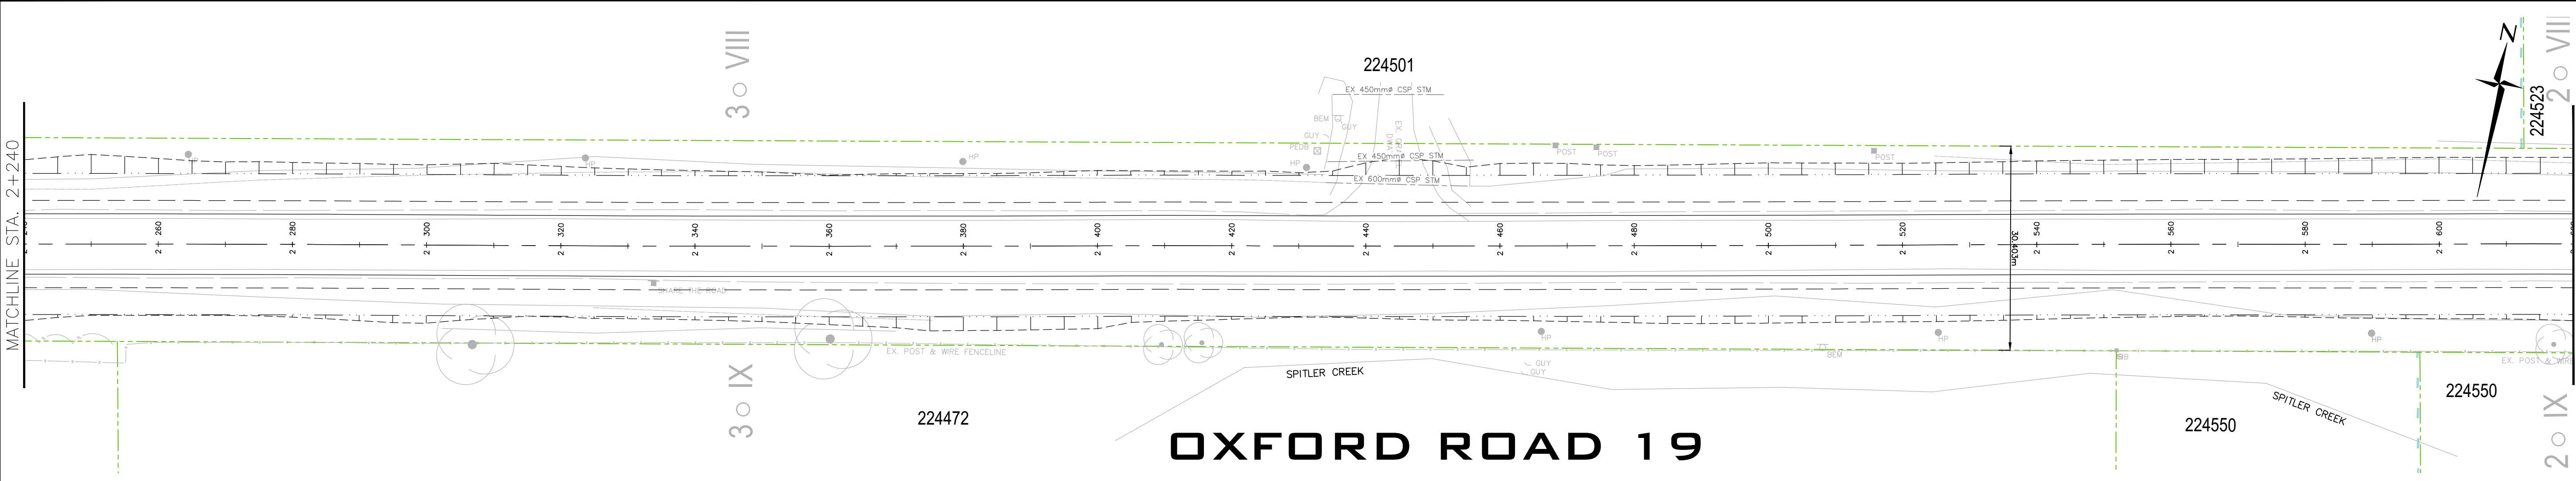 MATCHLINE STA. 2+240
3 VIII
224501
N
224523
2 VIII
EX 450mmø CSP STM
BEM
GUY
GUY
PEDB
HP
HP
HP
HP
EX 450mmø CSP STM
EX 600mmø CSP STM
POST
POST
POST
2 260
2 280
2 300
2 320
2 340
2 360
2 380
2 400
2 420
2 440
2 460
2 480
2 500
2 520
2 540
2 560
2 580
2 600
30.403m
SHARE THE ROAD
EX. POST & WIRE FENCELINE
HP
GUY
GUY
BEM
HP
HP
EX. POST & WIRE
SPITLER CREEK
SPITLER CREEK
3 IX
224472
224550
224550
2 IX
OXFORD ROAD 19